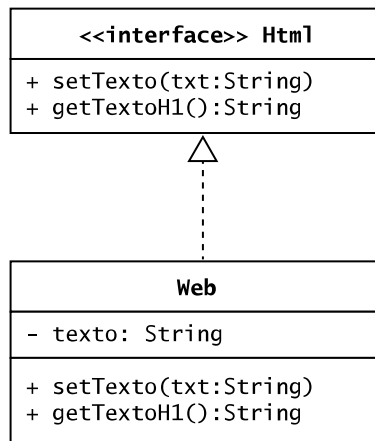 <<interface>> Html
+ setTexto(txt:String)
+ getTextoH1():String
Web
- texto: String
+ setTexto(txt:String)
+ getTextoH1():String